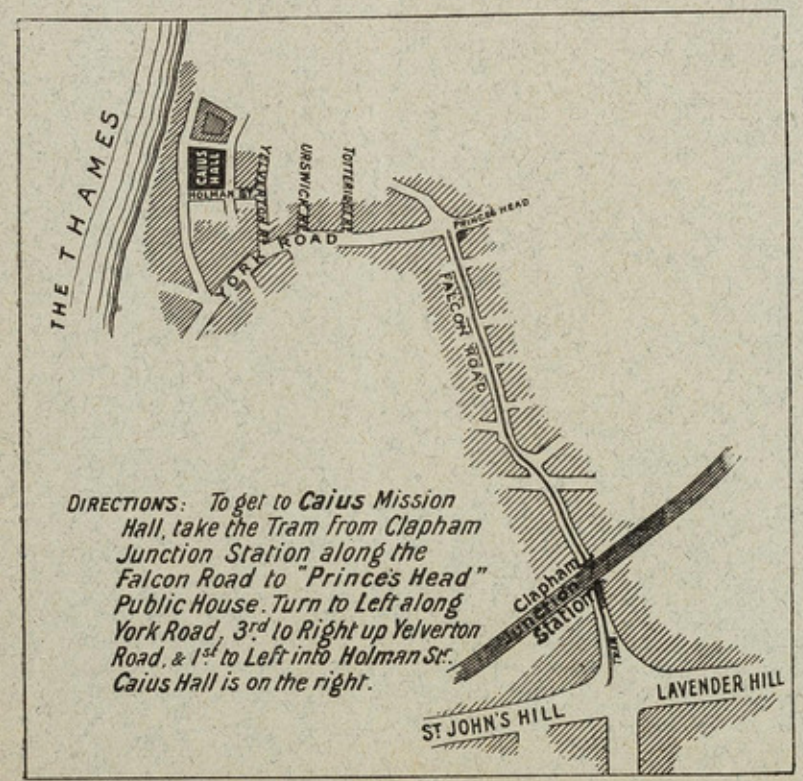 THE THAMES
CAIUS
HALL
HOLMAN ST.
YELVERTON RD
URSWICK RD
TOTTERIDGE RD
YORK ROAD
PRINCES HEAD
FALCON ROAD
DIRECTIONS: To get to Caius Mission
Hall, take the Tram from Clapham
Junction Station along the
Falcon Road to "Prince's Head"
Public House. Turn to Left along
York Road, 3rd to Right up Yelverton
Road, & 1st to Left into Holman Str.
Caius Hall is on the right.
Clapham
Junction
Station
TRAM
ST JOHN'S HILL
LAVENDER HILL